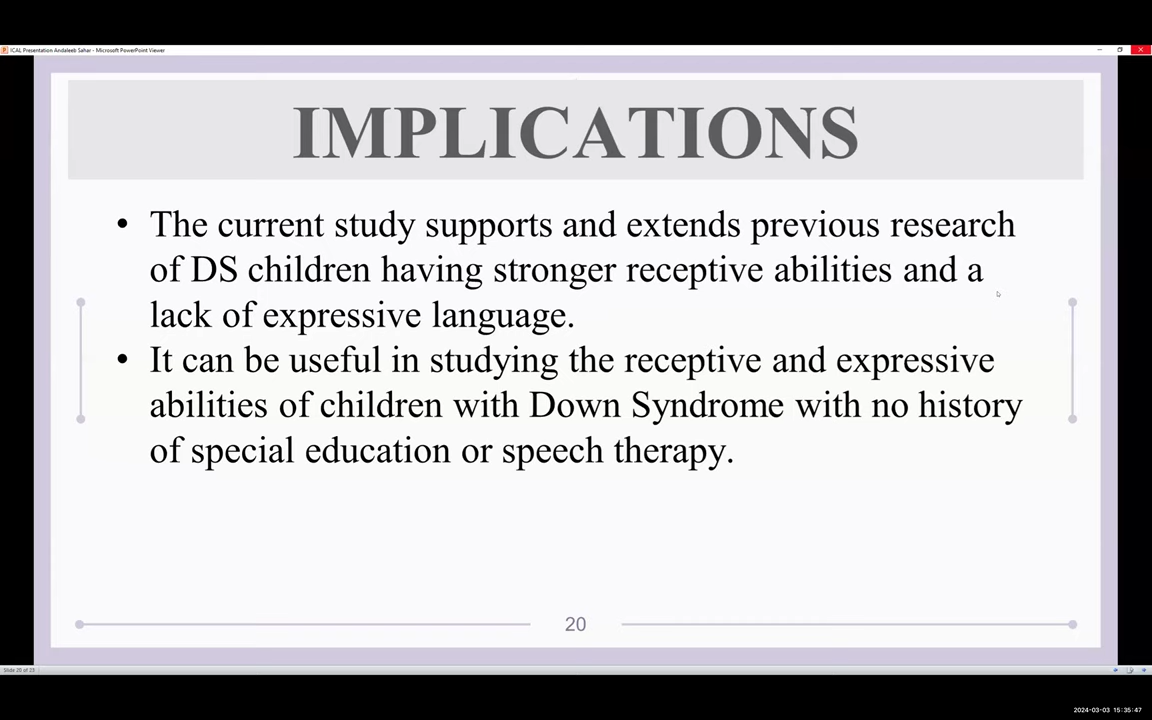 ICAL Presentation Andaleeb Sahar - Microsoft PowerPoint Viewer
IMPLICATIONS
• The current study supports and extends previous research
of DS children having stronger receptive abilities and a
lack of expressive language.
• It can be useful in studying the receptive and expressive
abilities of children with Down Syndrome with no history
of special education or speech therapy.
20
Slide 20 of 23
2024-03-03 15:35:47